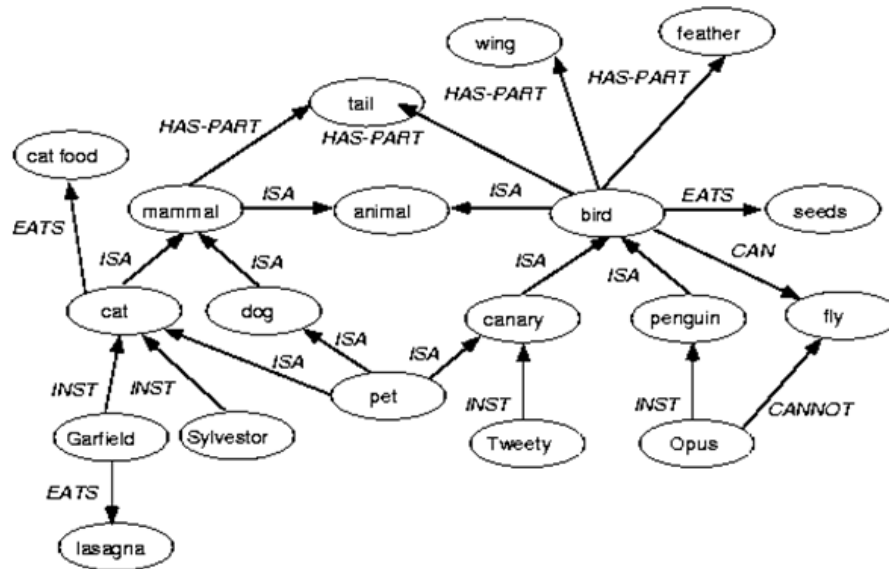 wing
feather
HAS-PART
HAS-PART
tail
HAS-PART
HAS-PART
cat food
ISA
ISA
EATS
mammal
animal
bird
seeds
EATS
CAN
ISA
ISA
ISA
ISA
cat
dog
canary
penguin
fly
ISA
ISA
ISA
INST
INST
pet
INST
INST
CANNOT
Garfield
Sylvestor
Tweety
Opus
EATS
lasagna